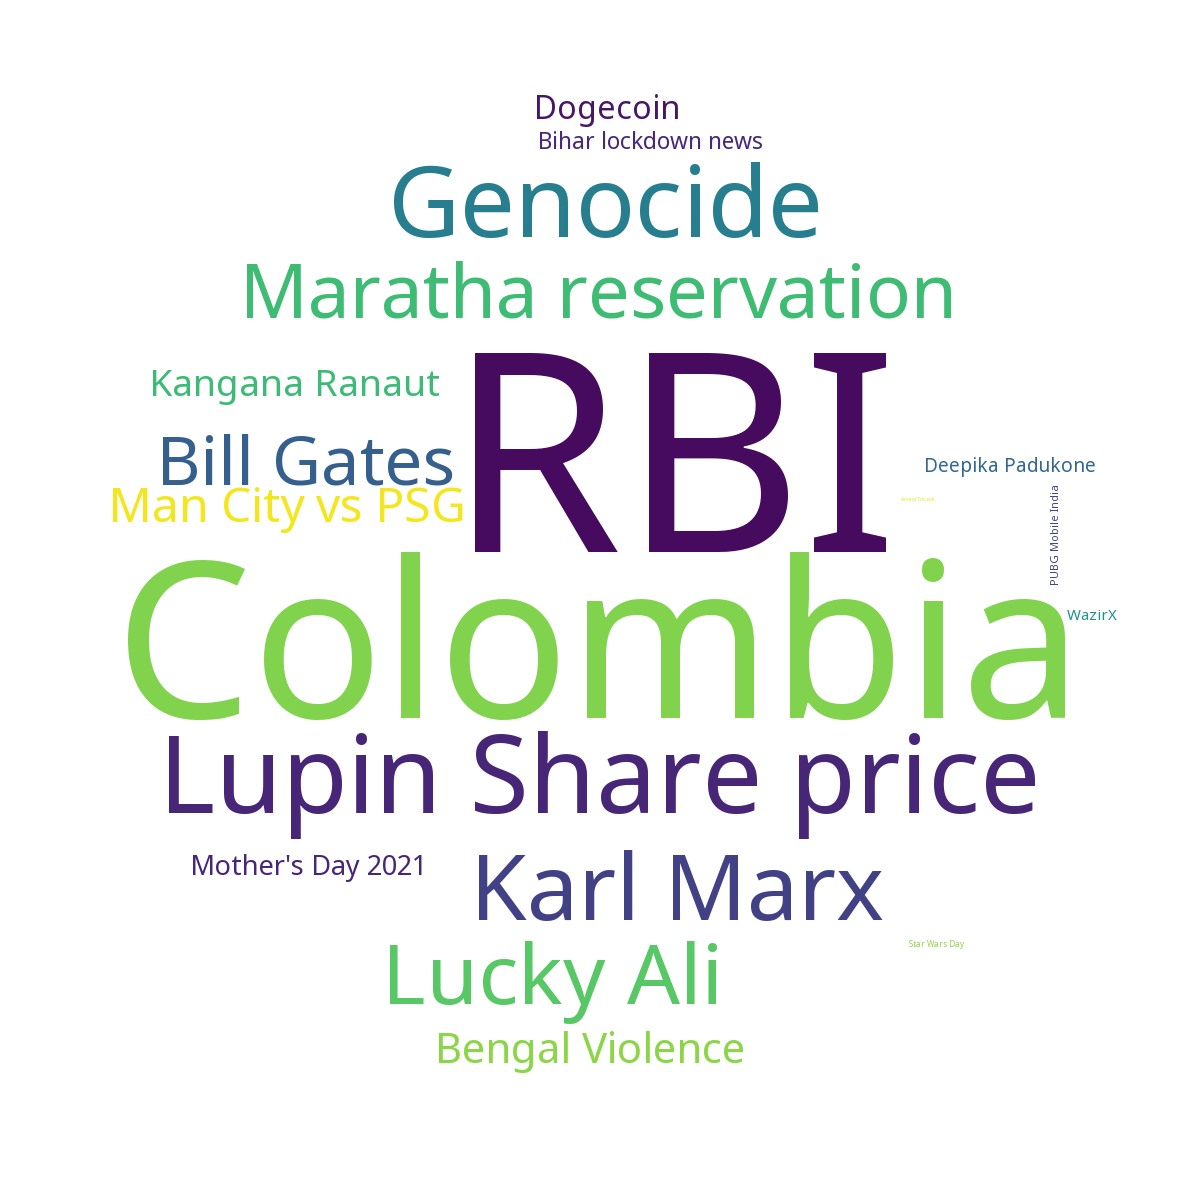 Dogecoin
Bihar lockdown news
Genocide
Maratha reservation
RBI
Kangana Ranaut
Bill Gates
Deepika Padukone
Man City vs PSG
PUBG Mobile India
Colombia
WazirX
Lupin Share price
Mother's Day 2021
Karl Marx
Star Wars Day
Lucky Ali
Bengal Violence